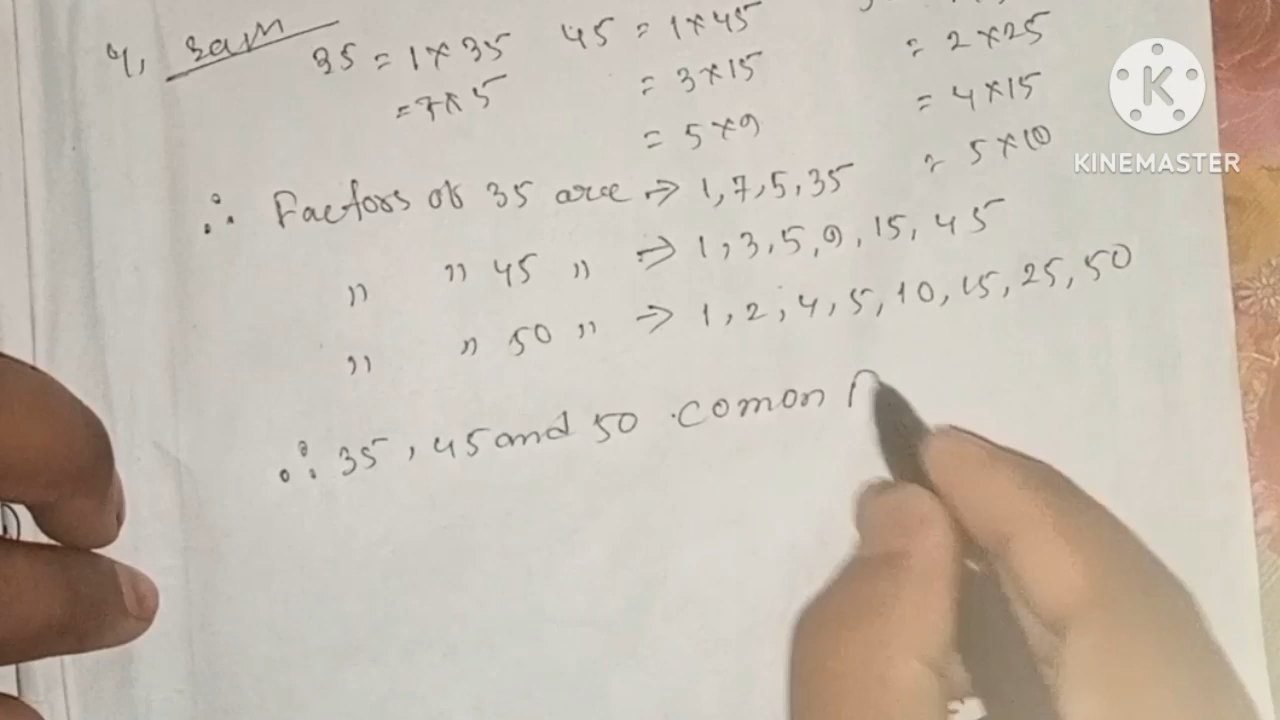 4, sam 35 = 1×35 45 = 1×45
= 2×25
= 7×5 = 3×15
= 4×15
= 5×9
= 5×10
∴ Factors of 35 are → 1,7,5,35
" " 45 " → 1,3,5,9,15,45
" " 50 " → 1,2,4,5,10,15,25,50
∴ 35, 45 and 50 comon
K
KINEMASTER